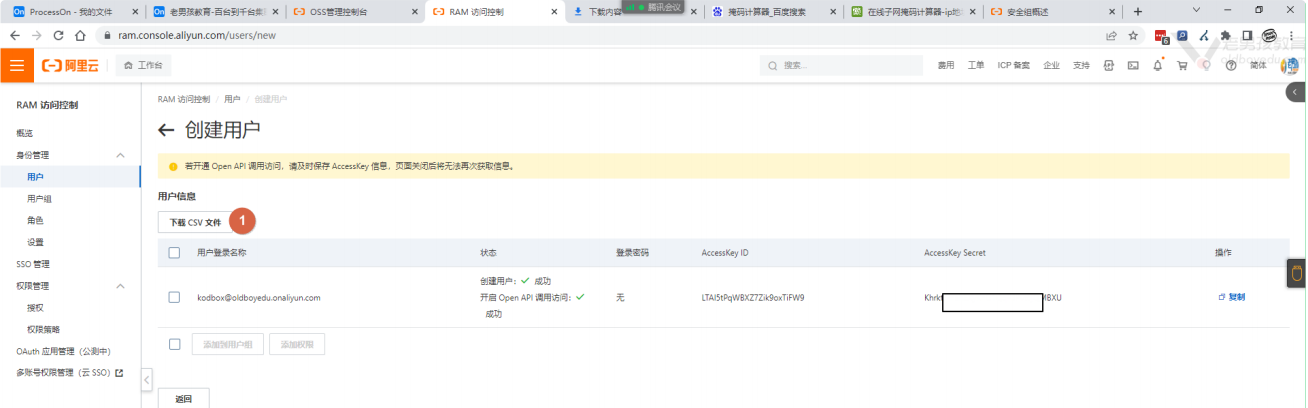 ProcessOn - 我的文件
老男孩教育-百台到千台集
OSS管理控制台
RAM 访问控制
下载内容
腾讯会议
掩码计算器_百度搜索
在线子网掩码计算器-ip地
安全组概述
ram.console.aliyun.com/users/new
6
老男孩教育
oldboyedu.com
阿里云
工作台
搜索...
费用 工单 ICP 备案 企业 支持 简体
RAM 访问控制
概览
身份管理
用户
用户组
角色
设置
SSO 管理
权限管理
授权
权限策略
OAuth 应用管理（公测中）
多账号权限管理（云 SSO）
RAM 访问控制 / 用户 / 创建用户
创建用户
若开通 Open API 调用访问，请及时保存 AccessKey 信息，页面关闭后将无法再次获取信息。
用户信息
下载 CSV 文件 1
用户登录名称 状态 登录密码 AccessKey ID AccessKey Secret 操作
创建用户： 成功
kodbox@oldboyedu.onaliyun.com 开启 Open API 调用访问： 无 LTAI5tPqWBXZ7Zik9oxTiFW9 复制
成功
添加到用户组 添加权限
返回